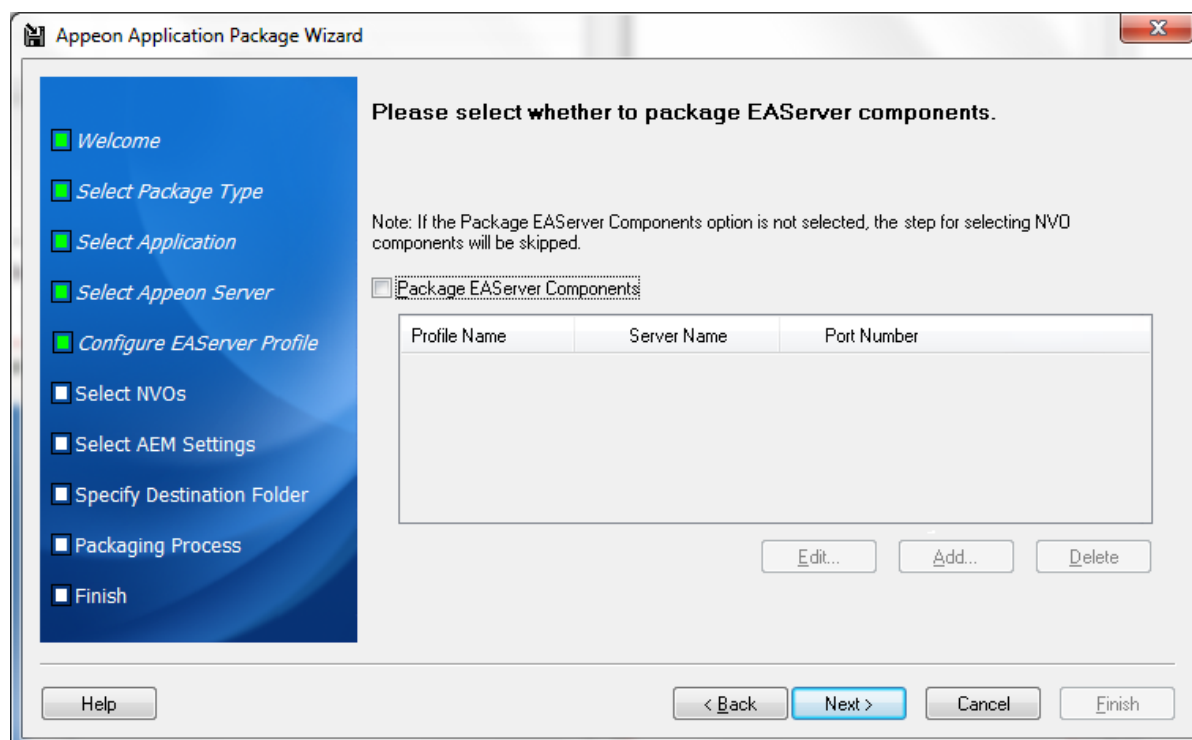 Appeon Application Package Wizard
Welcome
Select Package Type
Select Application
Select Appeon Server
Configure EAServer Profile
Select NVOs
Select AEM Settings
Specify Destination Folder
Packaging Process
Finish
Please select whether to package EAServer components.
Note: If the Package EAServer Components option is not selected, the step for selecting NVO
components will be skipped.
Package EAServer Components
Profile Name Server Name Port Number
Edit... Add... Delete
Help < Back Next > Cancel Finish